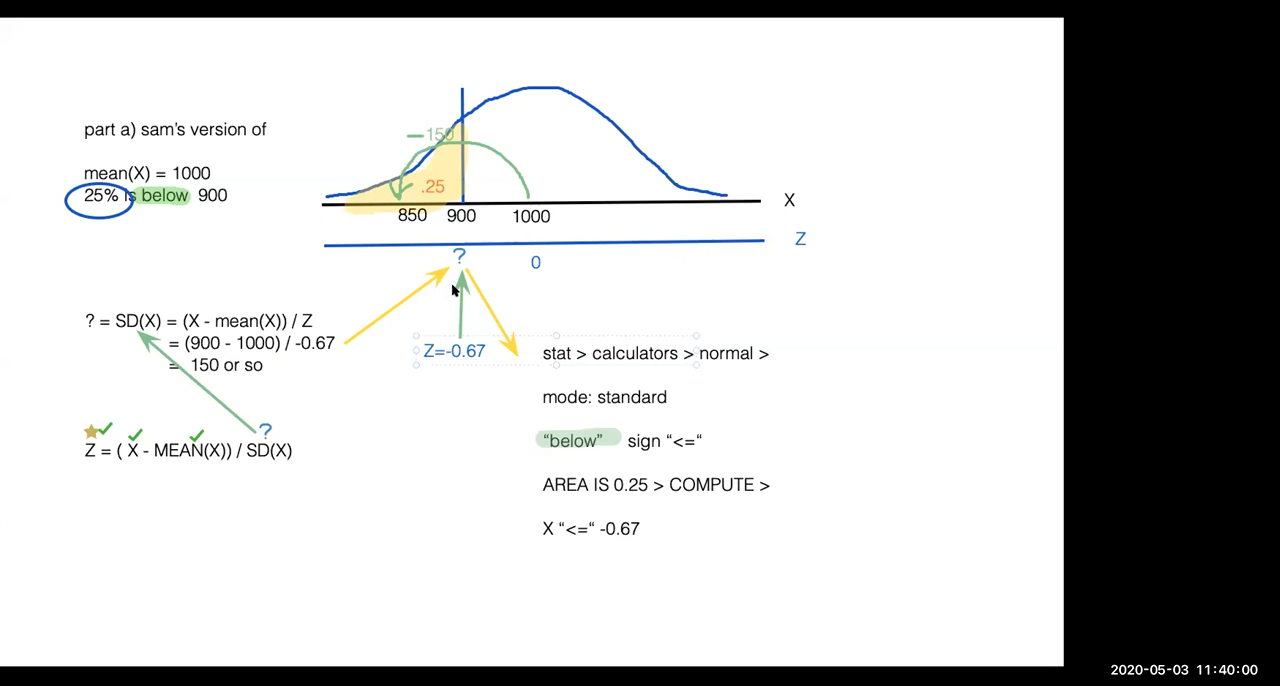 part a) sam's version of
mean(X) = 1000
25% is below 900
—150
.25
850 900 1000
X
Z
?
0
? = SD(X) = (X - mean(X)) / Z
= (900 - 1000) / -0.67
= 150 or so
Z=-0.67
stat > calculators > normal >
mode: standard
“below” sign “<=“
AREA IS 0.25 > COMPUTE >
X “<=“ -0.67
?
Z = ( X - MEAN(X)) / SD(X)
2020-05-03 11:40:00